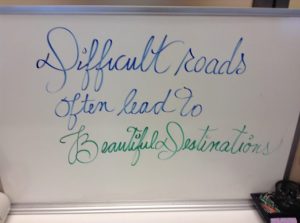 Difficult roads
often lead to
Beautiful Destinations